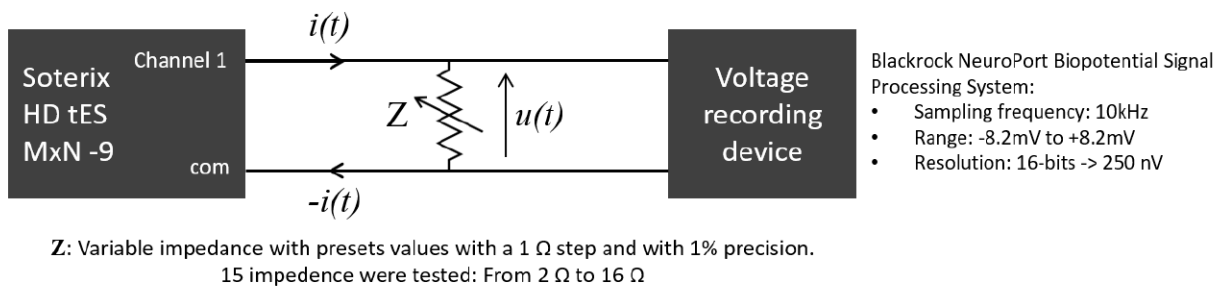 i(t)
Soterix
HD tES
MxN -9
Channel 1
com
Z
u(t)
-i(t)
Voltage
recording
device
Blackrock NeuroPort Biopotential Signal
Processing System:
• Sampling frequency: 10kHz
• Range: -8.2mV to +8.2mV
• Resolution: 16-bits -> 250 nV
Z: Variable impedance with presets values with a 1 Ω step and with 1% precision.
15 impedence were tested: From 2 Ω to 16 Ω